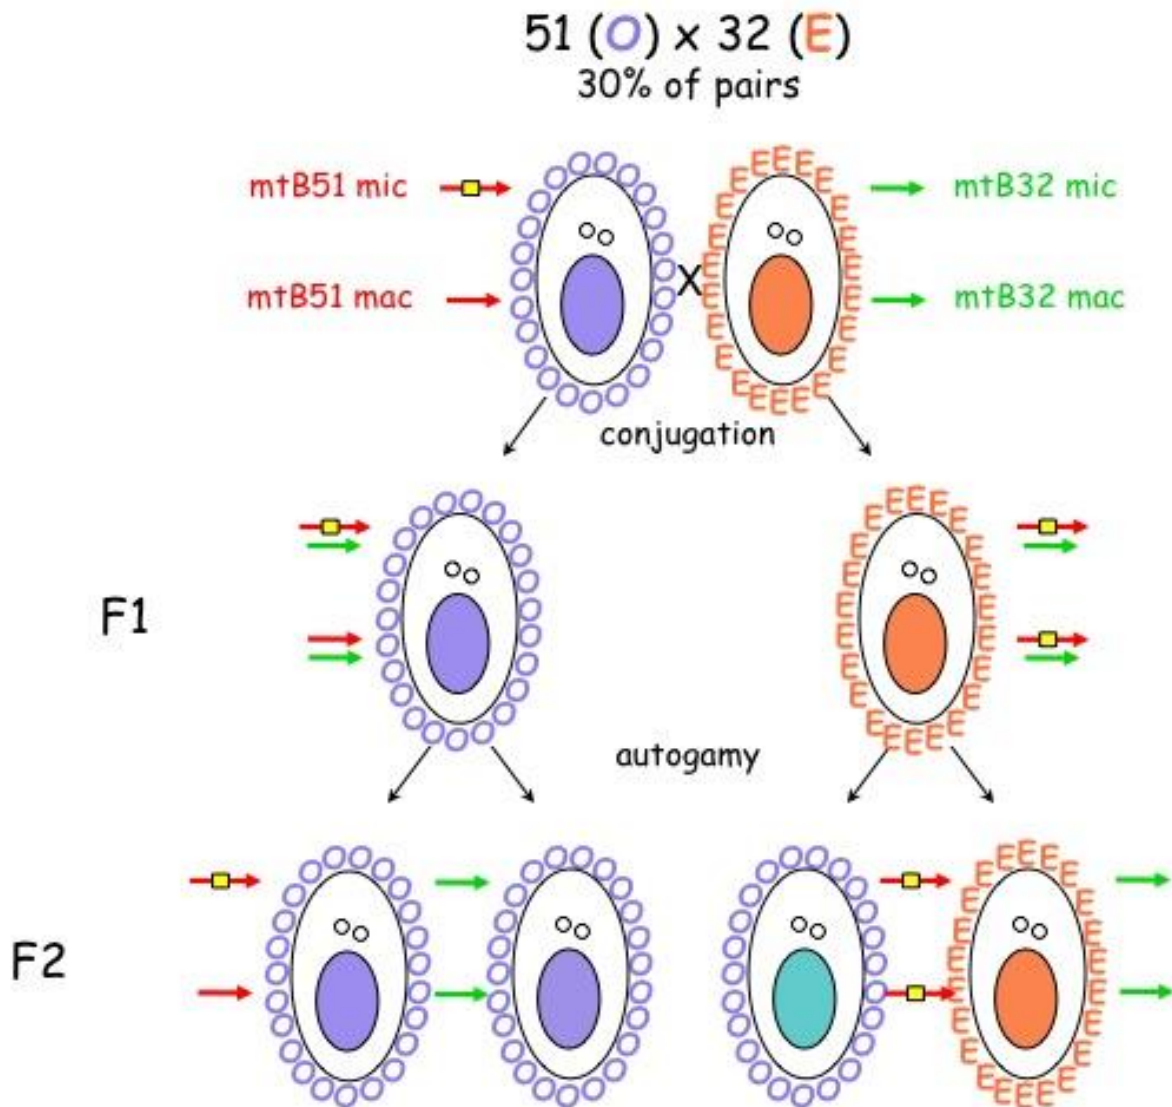 51 (O) x 32 (E)
30% of pairs
mtB51 mic
mtB32 mic
mtB51 mac
X
mtB32 mac
conjugation
F1
autogamy
F2